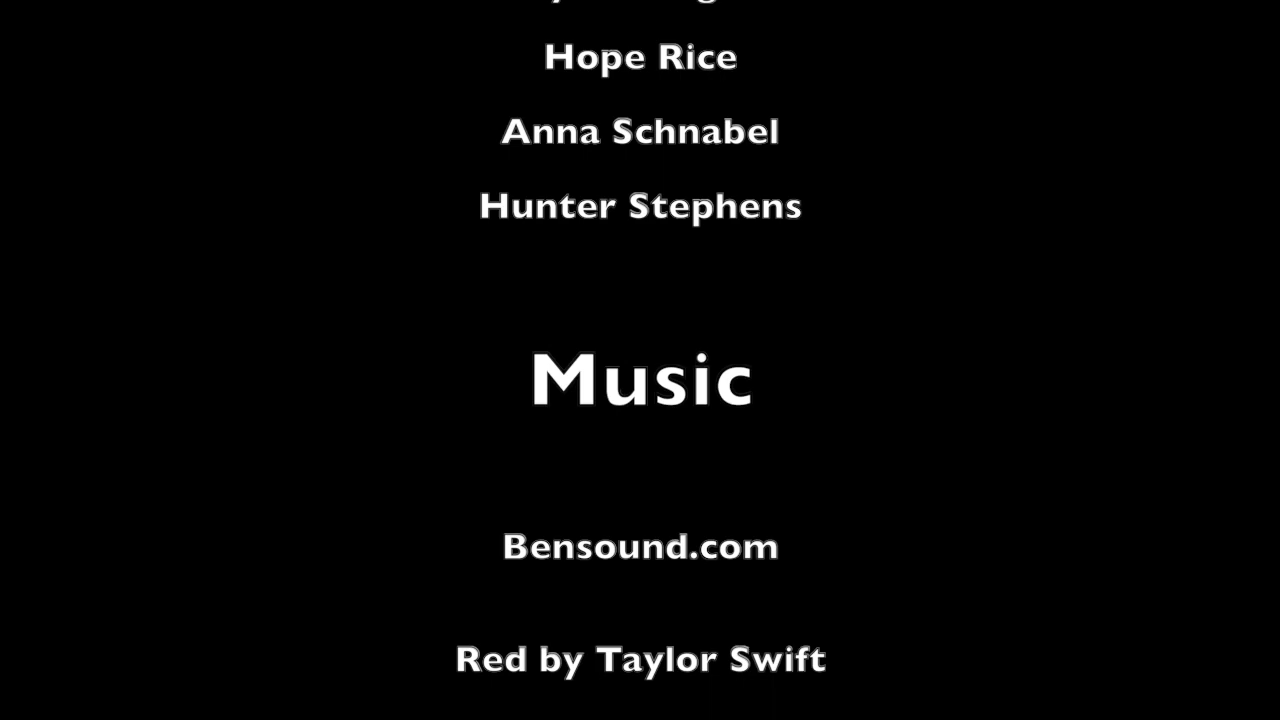 Hope Rice
Anna Schnabel
Hunter Stephens
Music
Bensound.com
Red by Taylor Swift